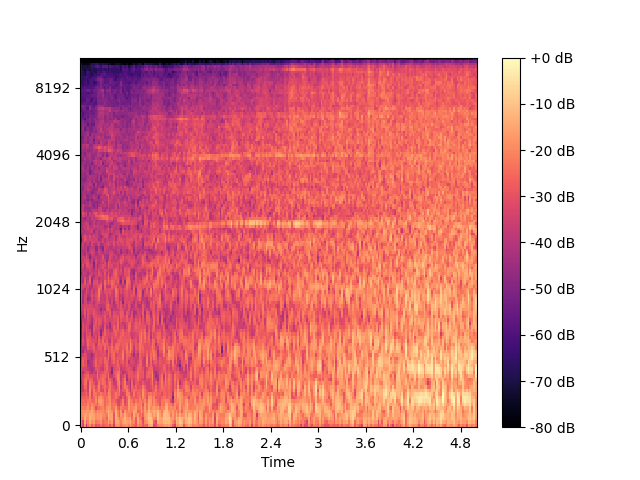 8192
4096
2048
1024
512
0
Hz
0 0.6 1.2 1.8 2.4 3 3.6 4.2 4.8
Time
+0 dB
-10 dB
-20 dB
-30 dB
-40 dB
-50 dB
-60 dB
-70 dB
-80 dB